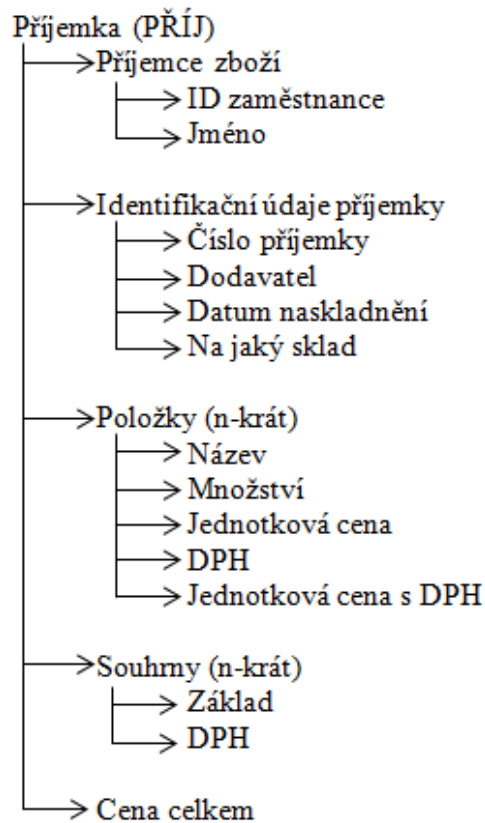 Příjemka (PŘÍJ)
Příjemce zboží
ID zaměstnance
Jméno
Identifikační údaje příjemky
Číslo příjemky
Dodavatel
Datum naskladnění
Na jaký sklad
Položky (n-krát)
Název
Množství
Jednotková cena
DPH
Jednotková cena s DPH
Souhrny (n-krát)
Základ
DPH
Cena celkem